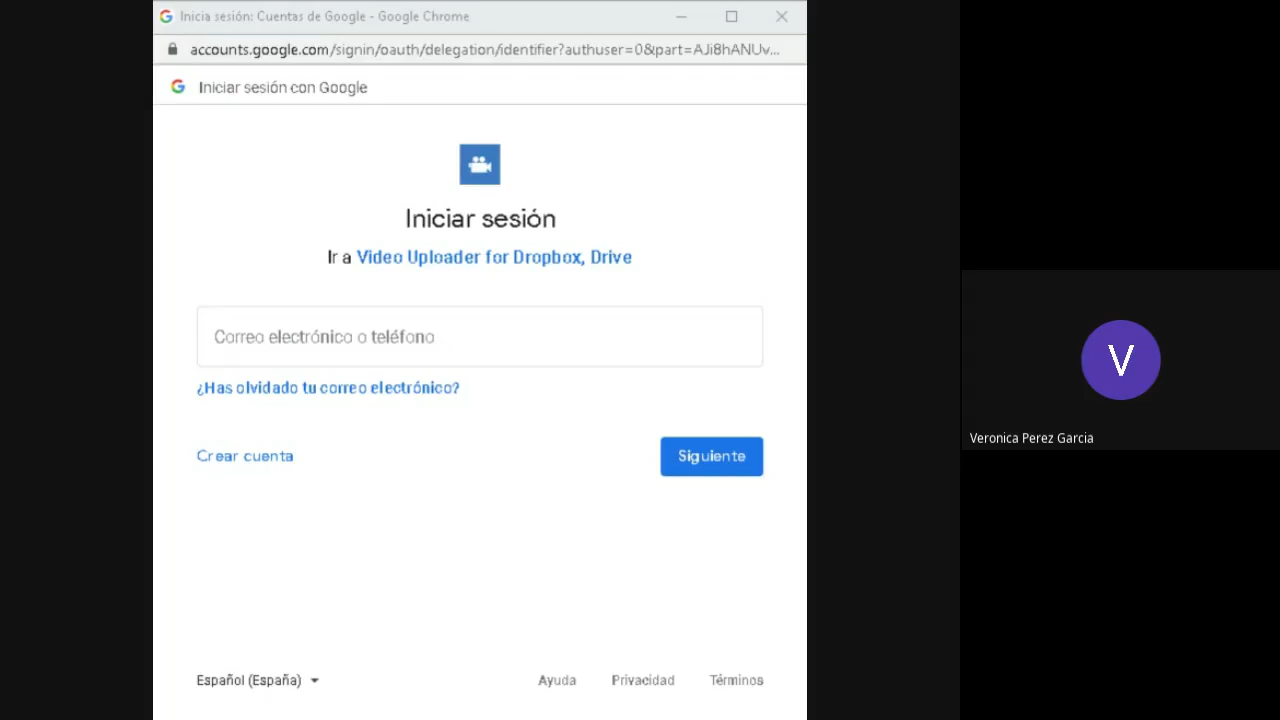 Inicia sesión: Cuentas de Google - Google Chrome
accounts.google.com/signin/oauth/delegation/identifier?authuser=0&part=AJi8hANUv...
Iniciar sesión con Google
Iniciar sesión
Ir a Video Uploader for Dropbox, Drive
Correo electrónico o teléfono
¿Has olvidado tu correo electrónico?
Crear cuenta
Siguiente
Español (España)
Ayuda
Privacidad
Términos
V
Veronica Perez Garcia